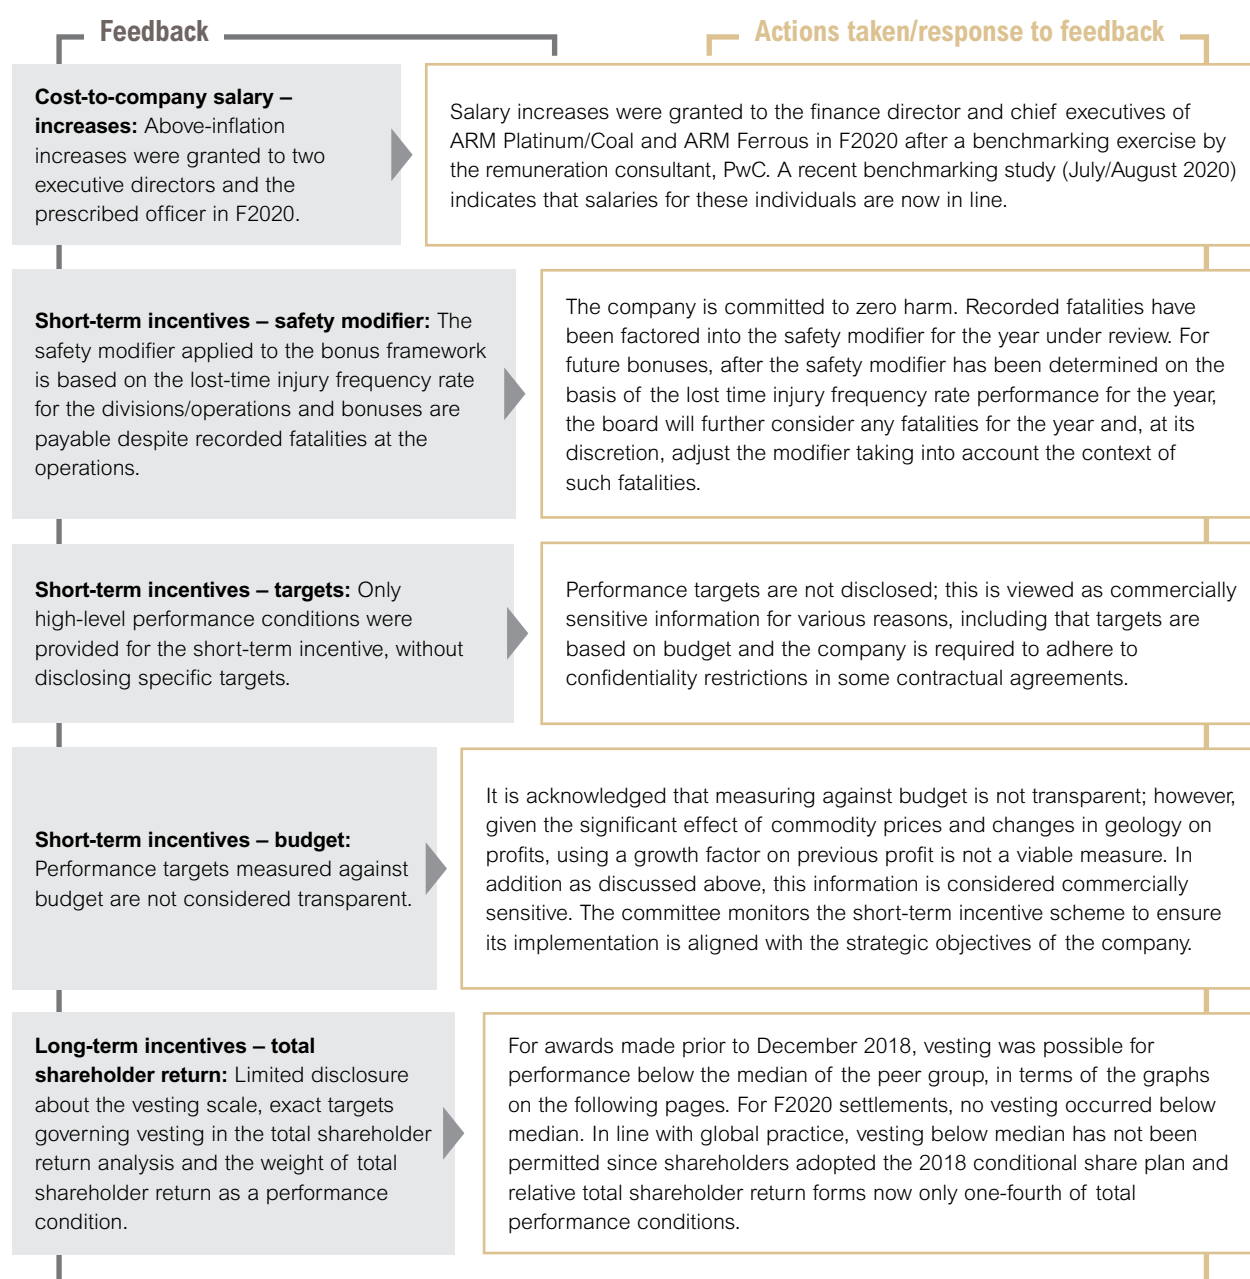 Feedback
Actions taken/response to feedback
Cost-to-company salary –
increases: Above-inflation
increases were granted to two
executive directors and the
prescribed officer in F2020.
Salary increases were granted to the finance director and chief executives of
ARM Platinum/Coal and ARM Ferrous in F2020 after a benchmarking exercise by
the remuneration consultant, PwC. A recent benchmarking study (July/August 2020)
indicates that salaries for these individuals are now in line.
Short-term incentives – safety modifier: The
safety modifier applied to the bonus framework
is based on the lost-time injury frequency rate
for the divisions/operations and bonuses are
payable despite recorded fatalities at the
operations.
The company is committed to zero harm. Recorded fatalities have
been factored into the safety modifier for the year under review. For
future bonuses, after the safety modifier has been determined on the
basis of the lost time injury frequency rate performance for the year,
the board will further consider any fatalities for the year and, at its
discretion, adjust the modifier taking into account the context of
such fatalities.
Short-term incentives – targets: Only
high-level performance conditions were
provided for the short-term incentive, without
disclosing specific targets.
Performance targets are not disclosed; this is viewed as commercially
sensitive information for various reasons, including that targets are
based on budget and the company is required to adhere to
confidentiality restrictions in some contractual agreements.
Short-term incentives – budget:
Performance targets measured against
budget are not considered transparent.
It is acknowledged that measuring against budget is not transparent; however,
given the significant effect of commodity prices and changes in geology on
profits, using a growth factor on previous profit is not a viable measure. In
addition as discussed above, this information is considered commercially
sensitive. The committee monitors the short-term incentive scheme to ensure
its implementation is aligned with the strategic objectives of the company.
Long-term incentives – total
shareholder return: Limited disclosure
about the vesting scale, exact targets
governing vesting in the total shareholder
return analysis and the weight of total
shareholder return as a performance
condition.
For awards made prior to December 2018, vesting was possible for
performance below the median of the peer group, in terms of the graphs
on the following pages. For F2020 settlements, no vesting occurred below
median. In line with global practice, vesting below median has not been
permitted since shareholders adopted the 2018 conditional share plan and
relative total shareholder return forms now only one-fourth of total
performance conditions.